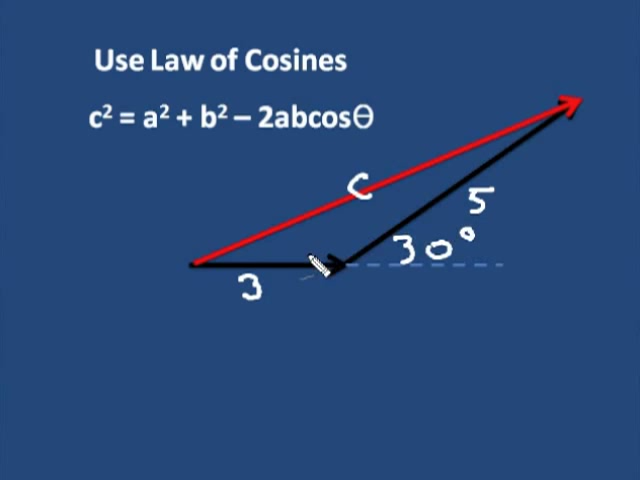 Use Law of Cosines
c² = a² + b² – 2abcosΘ
C
5
30°
3